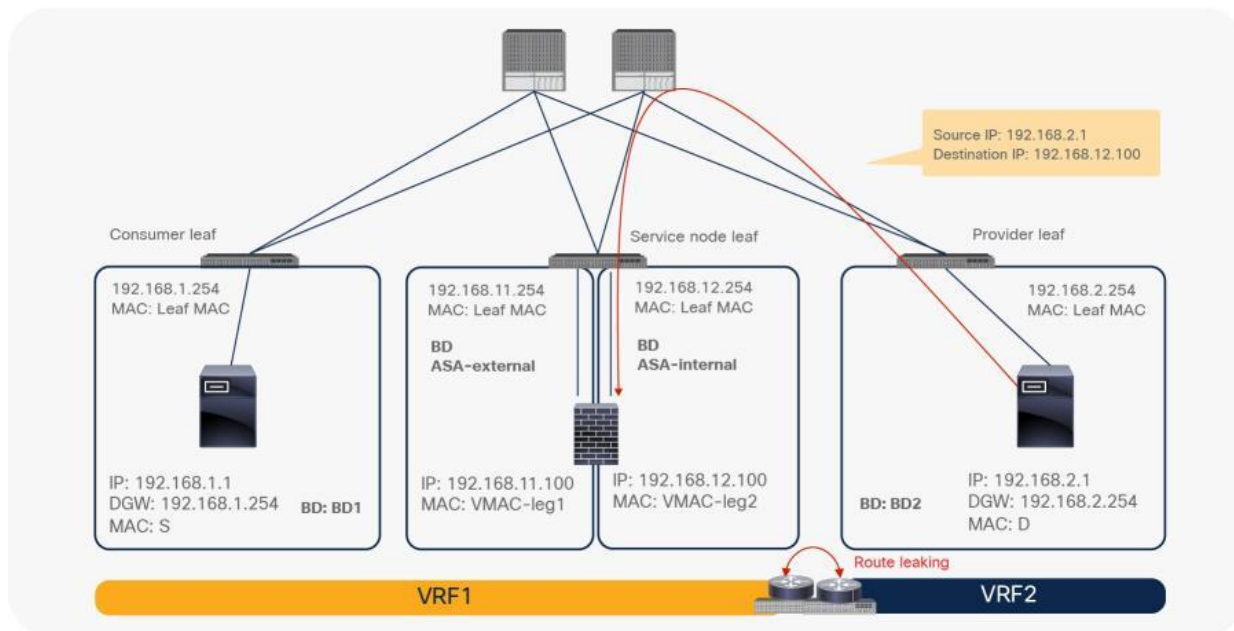 Source IP: 192.168.2.1
Destination IP: 192.168.12.100
Consumer leaf
Service node leaf
Provider leaf
192.168.1.254
MAC: Leaf MAC
192.168.11.254
MAC: Leaf MAC
192.168.12.254
MAC: Leaf MAC
192.168.2.254
MAC: Leaf MAC
BD
ASA-external
BD
ASA-internal
IP: 192.168.1.1
DGW: 192.168.1.254
MAC: S
BD: BD1
IP: 192.168.11.100
MAC: VMAC-leg1
IP: 192.168.12.100
MAC: VMAC-leg2
BD: BD2
IP: 192.168.2.1
DGW: 192.168.2.254
MAC: D
Route leaking
VRF1
VRF2